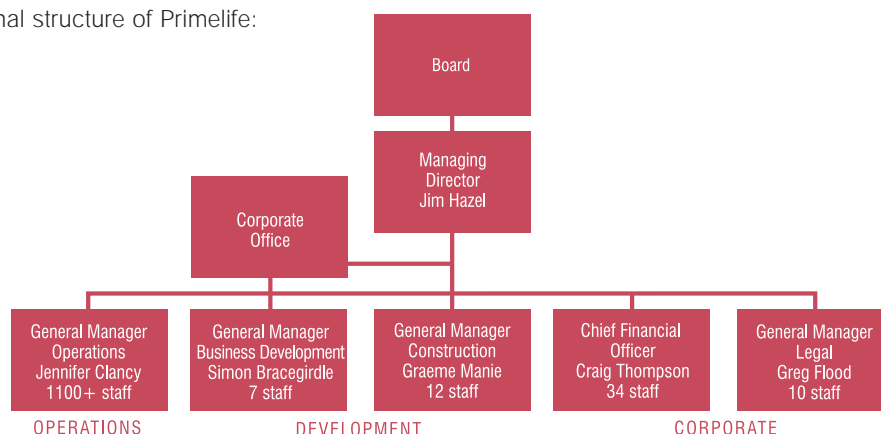 nal structure of Primelife:
Board
Managing
Director
Jim Hazel
Corporate
Office
General Manager
Operations
Jennifer Clancy
1100+ staff
General Manager
Business Development
Simon Bracegirdle
7 staff
General Manager
Construction
Graeme Manie
12 staff
Chief Financial
Officer
Craig Thompson
34 staff
General Manager
Legal
Greg Flood
10 staff
OPERATIONS
DEVELOPMENT
CORPORATE